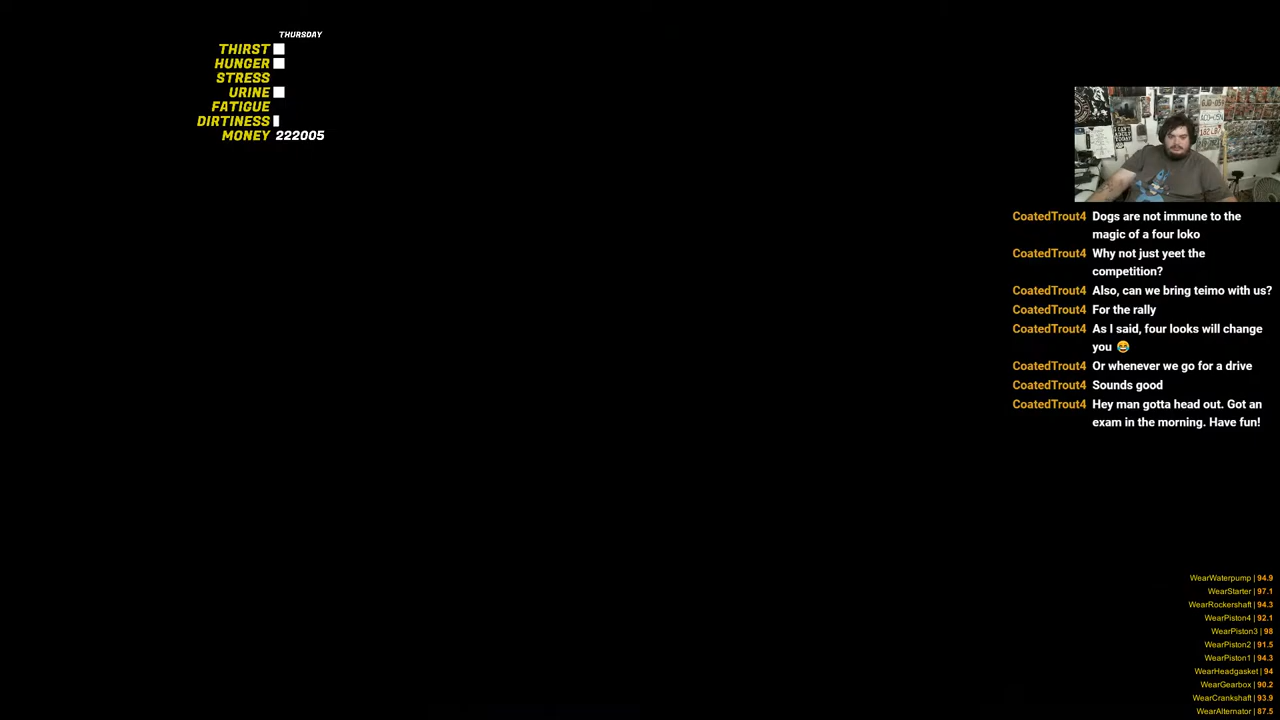 THURSDAY
THIRST
HUNGER
STRESS
URINE
FATIGUE
DIRTINESS
MONEY 222005
CoatedTrout4 Dogs are not immune to the
magic of a four loko
CoatedTrout4 Why not just yeet the
competition?
CoatedTrout4 Also, can we bring teimo with us?
CoatedTrout4 For the rally
CoatedTrout4 As I said, four looks will change
you 😂
CoatedTrout4 Or whenever we go for a drive
CoatedTrout4 Sounds good
CoatedTrout4 Hey man gotta head out. Got an
exam in the morning. Have fun!
WearWaterpump | 94.9
WearStarter | 97.1
WearRockershaft | 94.3
WearPiston4 | 92.1
WearPiston3 | 98
WearPiston2 | 91.5
WearPiston1 | 94.3
WearHeadgasket | 94
WearGearbox | 90.2
WearCrankshaft | 93.9
WearAlternator | 87.5